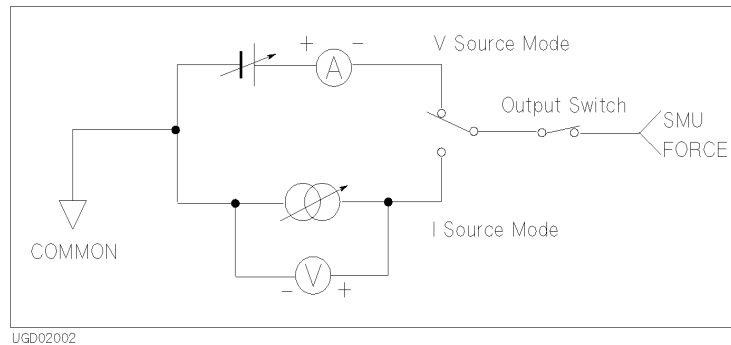 + − V Source Mode
A
Output Switch
SMU
FORCE
COMMON
I Source Mode
− V +
UGD02002